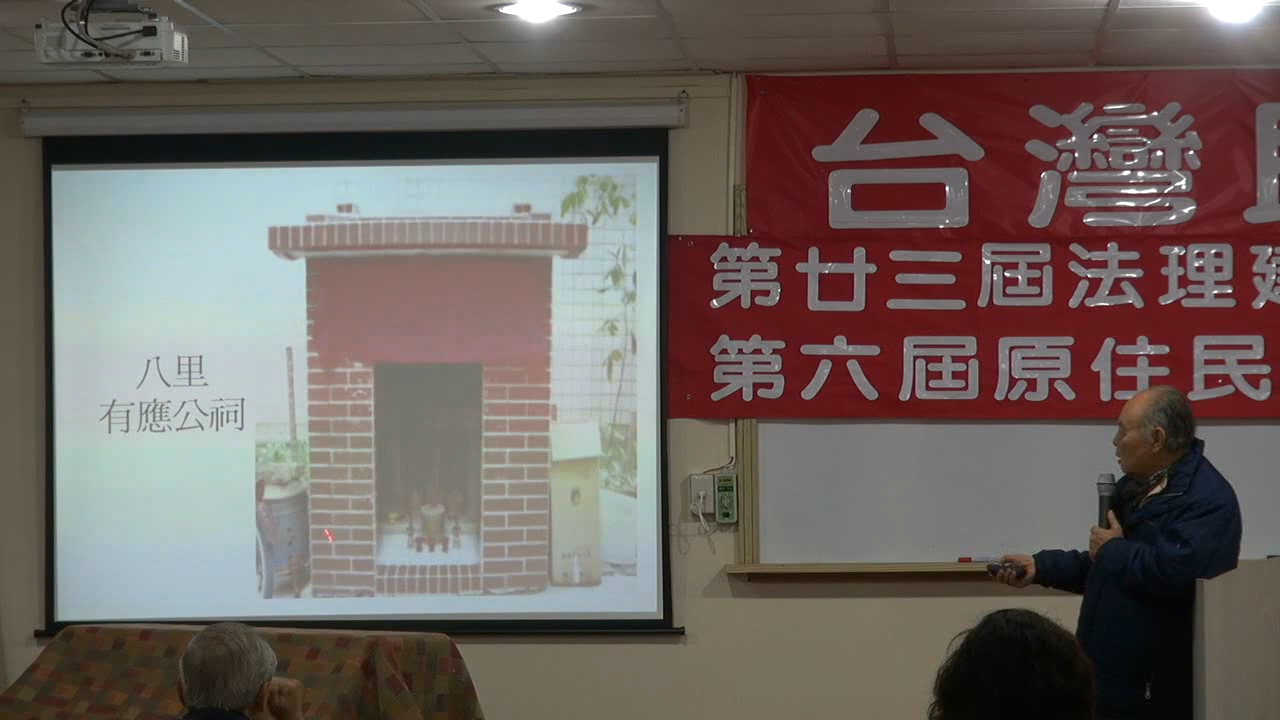 八里
有應公祠
台灣
第廿三屆法理建
第六屆原住民